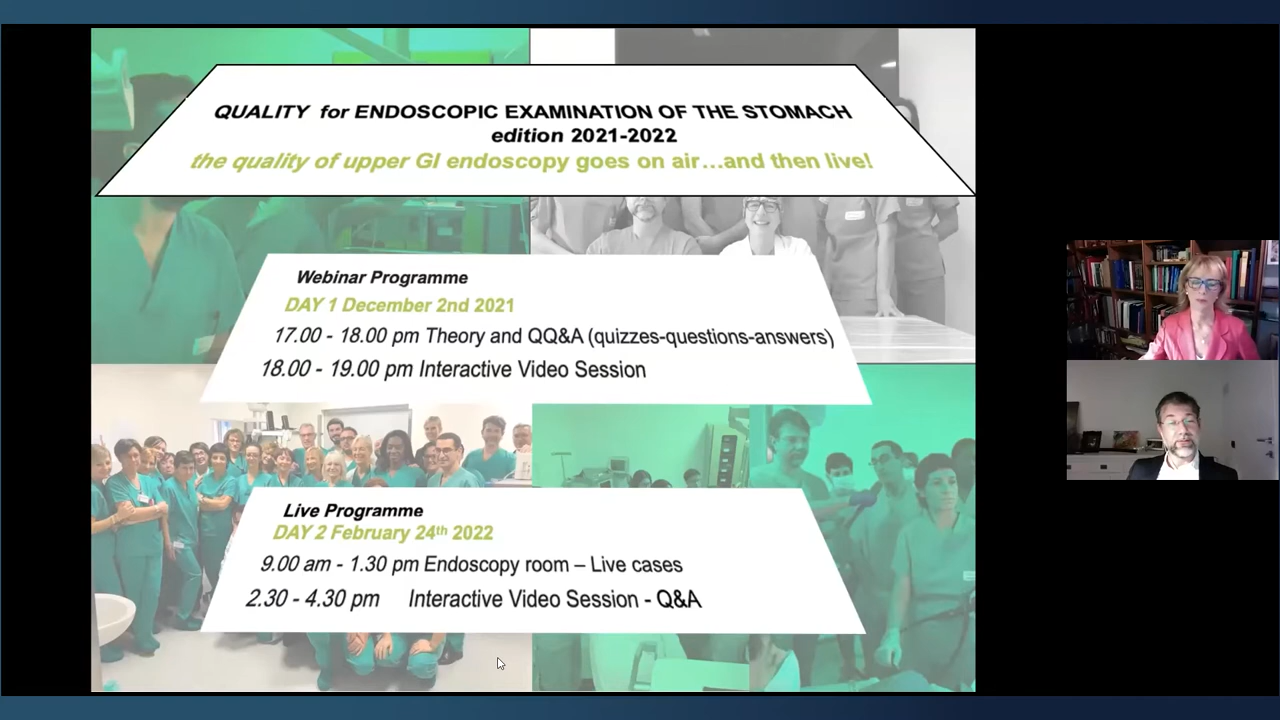 QUALITY for ENDOSCOPIC EXAMINATION OF THE STOMACH
edition 2021-2022
the quality of upper GI endoscopy goes on air…and then live!
Webinar Programme
DAY 1 December 2nd 2021
17.00 - 18.00 pm Theory and QQ&A (quizzes-questions-answers)
18.00 - 19.00 pm Interactive Video Session
Live Programme
DAY 2 February 24th 2022
9.00 am - 1.30 pm Endoscopy room – Live cases
2.30 - 4.30 pm Interactive Video Session - Q&A